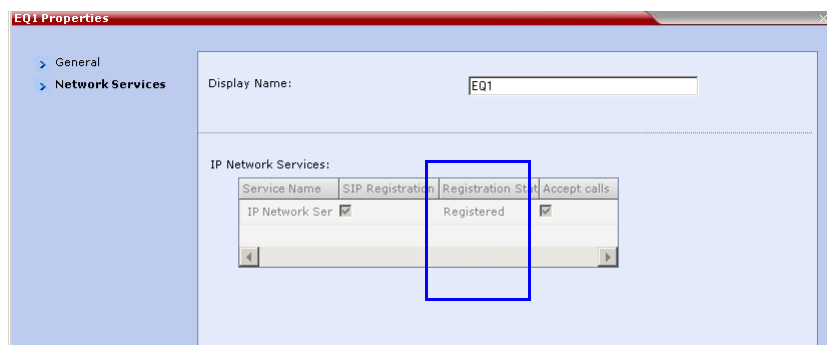 EQ1 Properties
General
Network Services
Display Name:
EQ1
IP Network Services:
Service Name SIP Registration Registration Stat Accept calls
IP Network Ser Registered